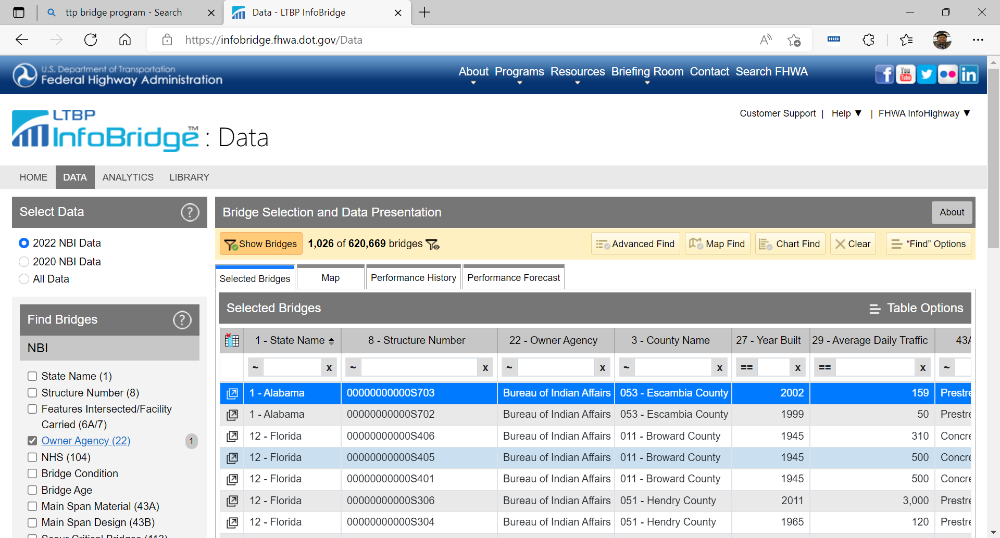 ttp bridge program - Search
Data - LTBP InfoBridge
https://infobridge.fhwa.dot.gov/Data
HID
U.S. Department of Transportation
Federal Highway Administration
About Programs Resources Briefing Room Contact Search FHWA
You Tube
LTBP
InfoBridge™ : Data
Customer Support | Help ▼ | FHWA InfoHighway ▼
HOME DATA ANALYTICS LIBRARY
Select Data ?
2022 NBI Data
2020 NBI Data
All Data
Find Bridges ?
NBI
State Name (1)
Structure Number (8)
Features Intersected/Facility
Carried (6A/7)
Owner Agency (22) 1
NHS (104)
Bridge Condition
Bridge Age
Main Span Material (43A)
Main Span Design (43B)
Scour Critical Bridges (113)
Bridge Selection and Data Presentation About
Show Bridges 1,026 of 620,669 bridges Advanced Find Map Find Chart Find Clear “Find” Options
Selected Bridges Map Performance History Performance Forecast
Selected Bridges Table Options
1 - State Name 8 - Structure Number 22 - Owner Agency 3 - County Name 27 - Year Built 29 - Average Daily Traffic 43A
~ x ~ x ~ x ~ x == x == x ~
1 - Alabama 00000000000S703 Bureau of Indian Affairs 053 - Escambia County 2002 159 Prestre
1 - Alabama 00000000000S702 Bureau of Indian Affairs 053 - Escambia County 1999 50 Prestre
12 - Florida 00000000000S406 Bureau of Indian Affairs 011 - Broward County 1945 310 Concre
12 - Florida 00000000000S405 Bureau of Indian Affairs 011 - Broward County 1945 500 Concre
12 - Florida 00000000000S401 Bureau of Indian Affairs 011 - Broward County 1945 500 Concre
12 - Florida 00000000000S306 Bureau of Indian Affairs 051 - Hendry County 2011 3,000 Prestre
12 - Florida 00000000000S304 Bureau of Indian Affairs 051 - Hendry County 1965 120 Prestre